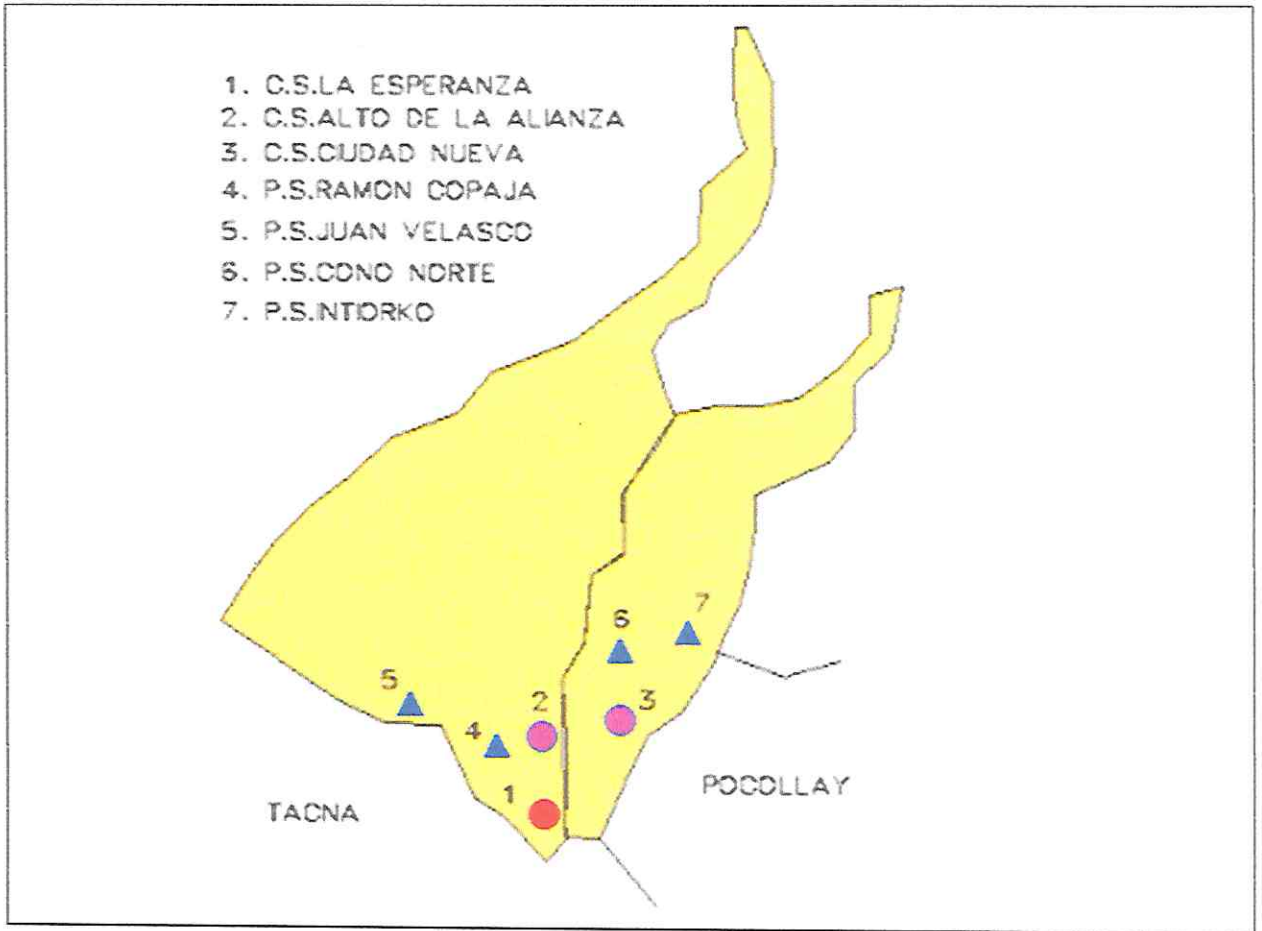 1. C.S.LA ESPERANZA
2. C.S.ALTO DE LA ALIANZA
3. C.S.CIUDAD NUEVA
4. P.S.RAMON COPAJA
5. P.S.JUAN VELASCO
6. P.S.CONO NORTE
7. P.S.INTIORKO
7
6
5
2
3
4
1
POCOLLAY
TACNA